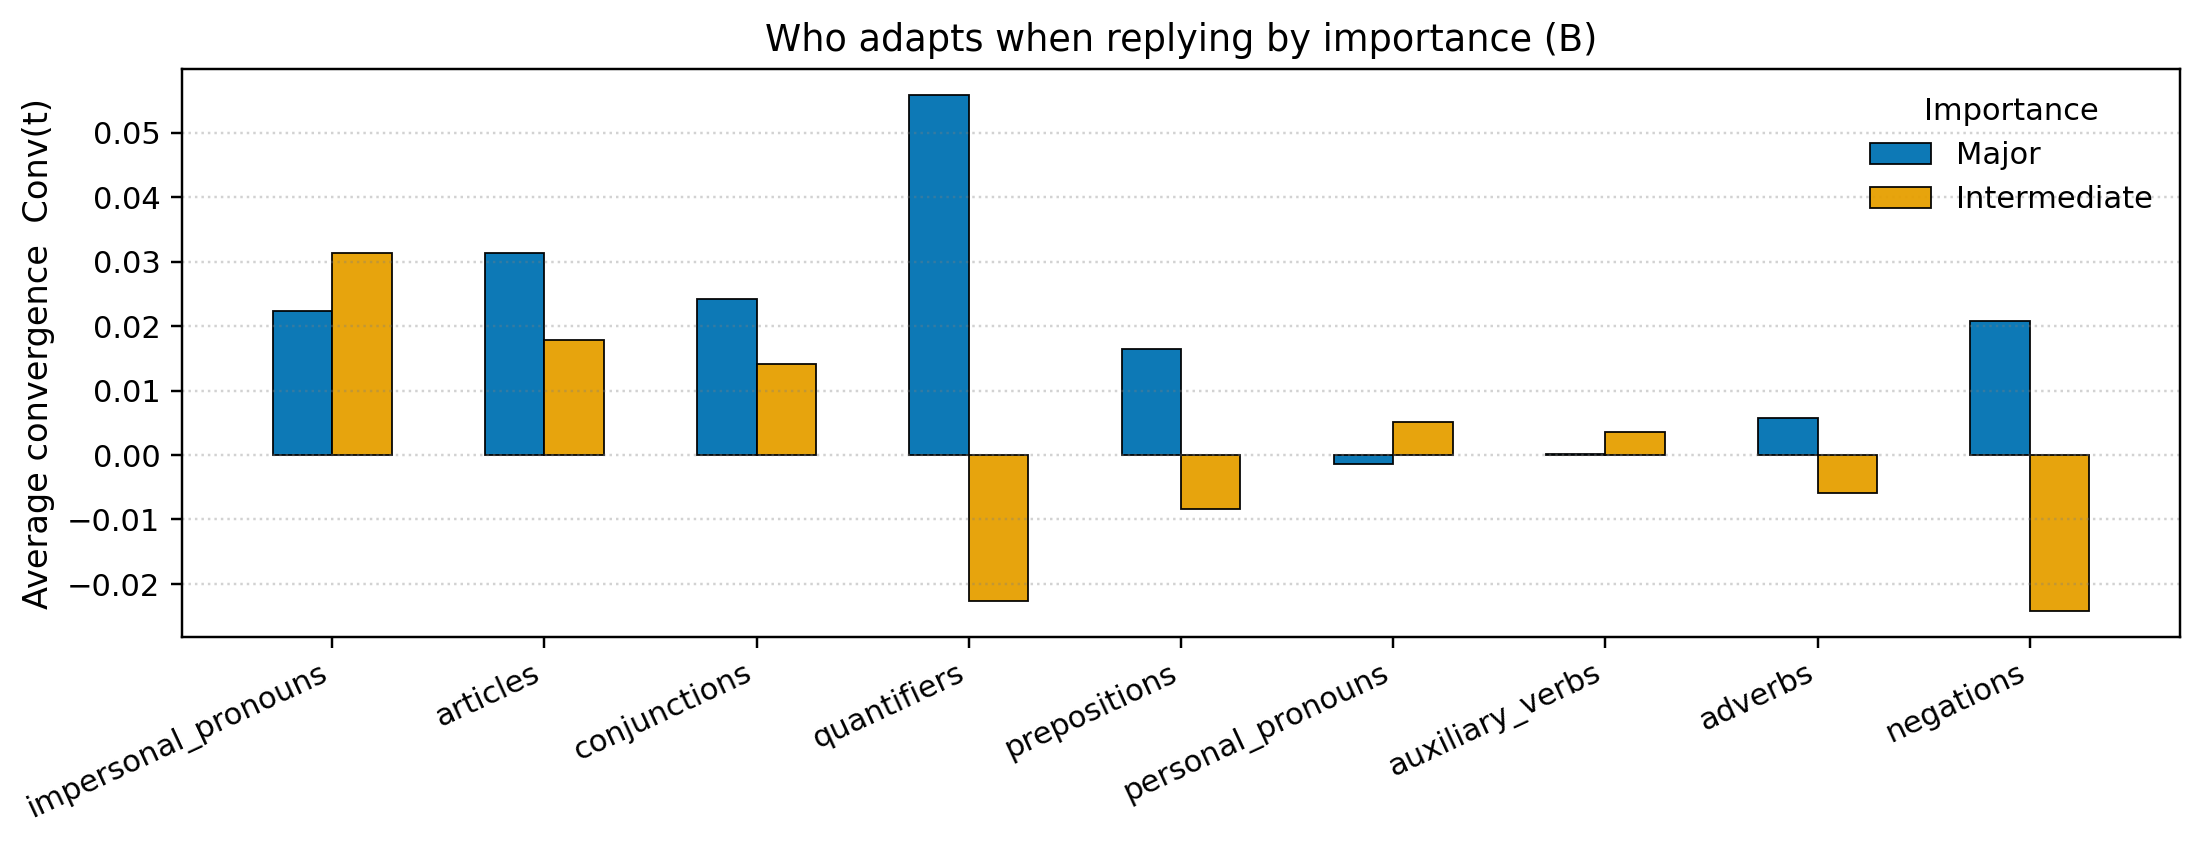 Who adapts when replying by importance (B)
Average convergence  Conv(t)
0.05
0.04
0.03
0.02
0.01
0.00
−0.01
−0.02
Importance
Major
Intermediate
impersonal_pronouns
articles
conjunctions
quantifiers
prepositions
personal_pronouns
auxiliary_verbs
adverbs
negations